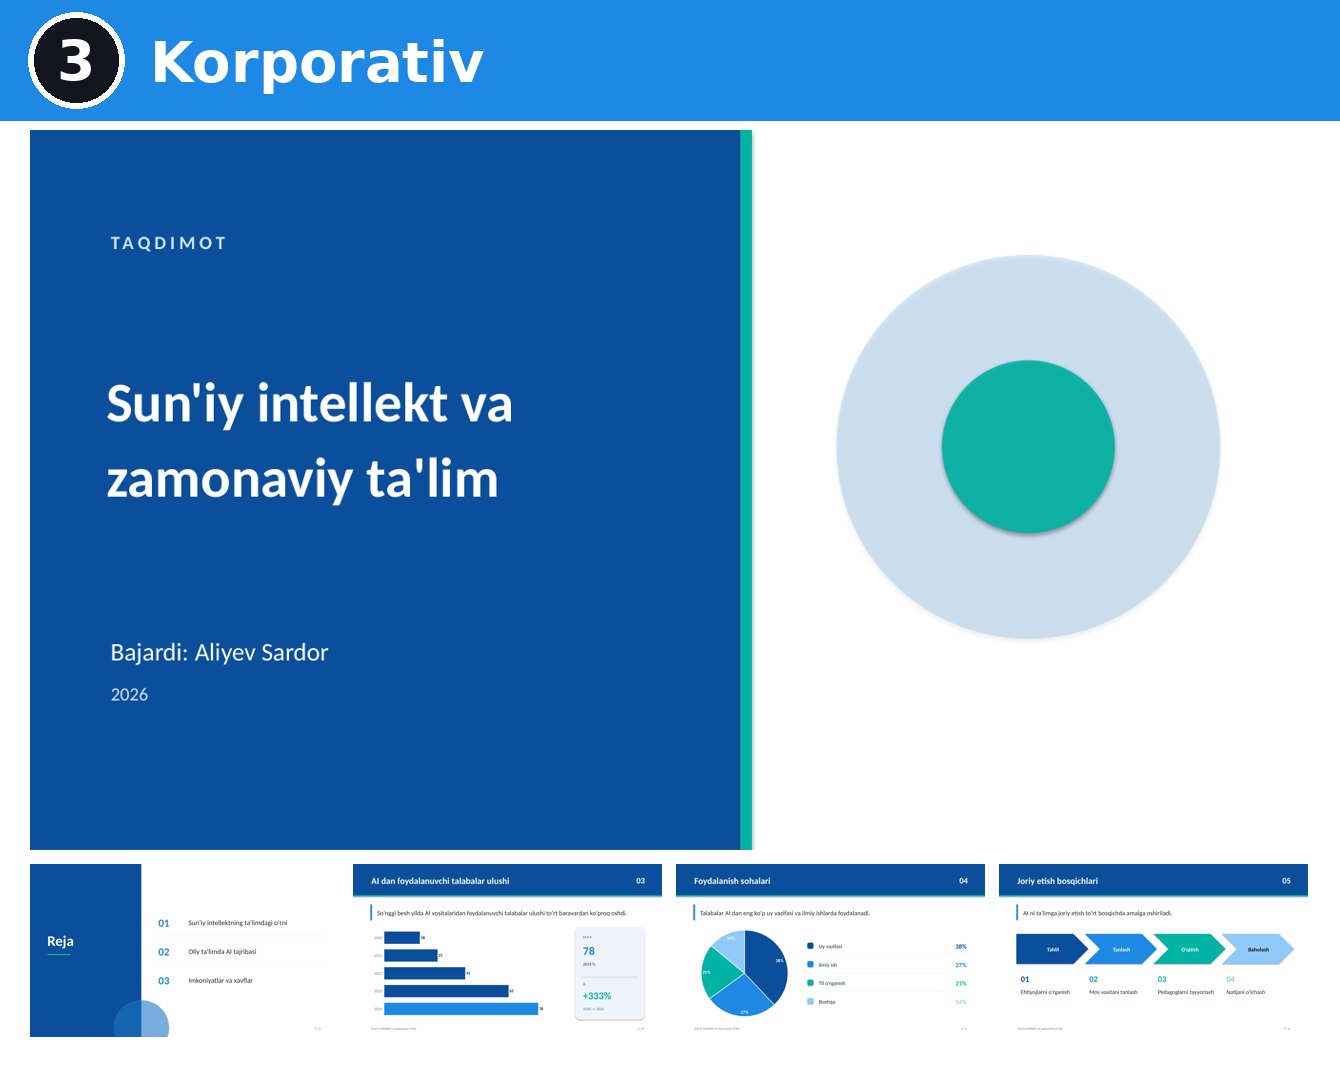 3 Korporativ
TAQDIMOT
Sun'iy intellekt va
zamonaviy ta'lim
Bajardi: Aliyev Sardor
2026
Reja
01 Sun'iy intellektning ta'limdagi o'rni
02 Oliy ta'limda AI tajribasi
03 Imkoniyatlar va xavflar
AI dan foydalanuvchi talabalar ulushi 03
So'nggi besh yilda AI vositalaridan foydalanuvchi talabalar ulushi to'rt baravardan ko'proq oshdi.
78
+333%
Foydalanish sohalari 04
Talabalar AI dan eng ko'p uy vazifasi va ilmiy ishlarda foydalanadi.
14%
38%
21%
27%
Uy vazifasi 38%
Ilmiy ish 27%
Til o'rganish 21%
Boshqa 14%
Joriy etish bosqichlari 05
AI ni ta'limga joriy etish to'rt bosqichda amalga oshiriladi.
Tahlil Tanlash O'qitish Baholash
01 02 03 04
Ehtiyojlarni o'rganish Mos vositani tanlash Pedagoglarni tayyorlash Natijani o'lchash